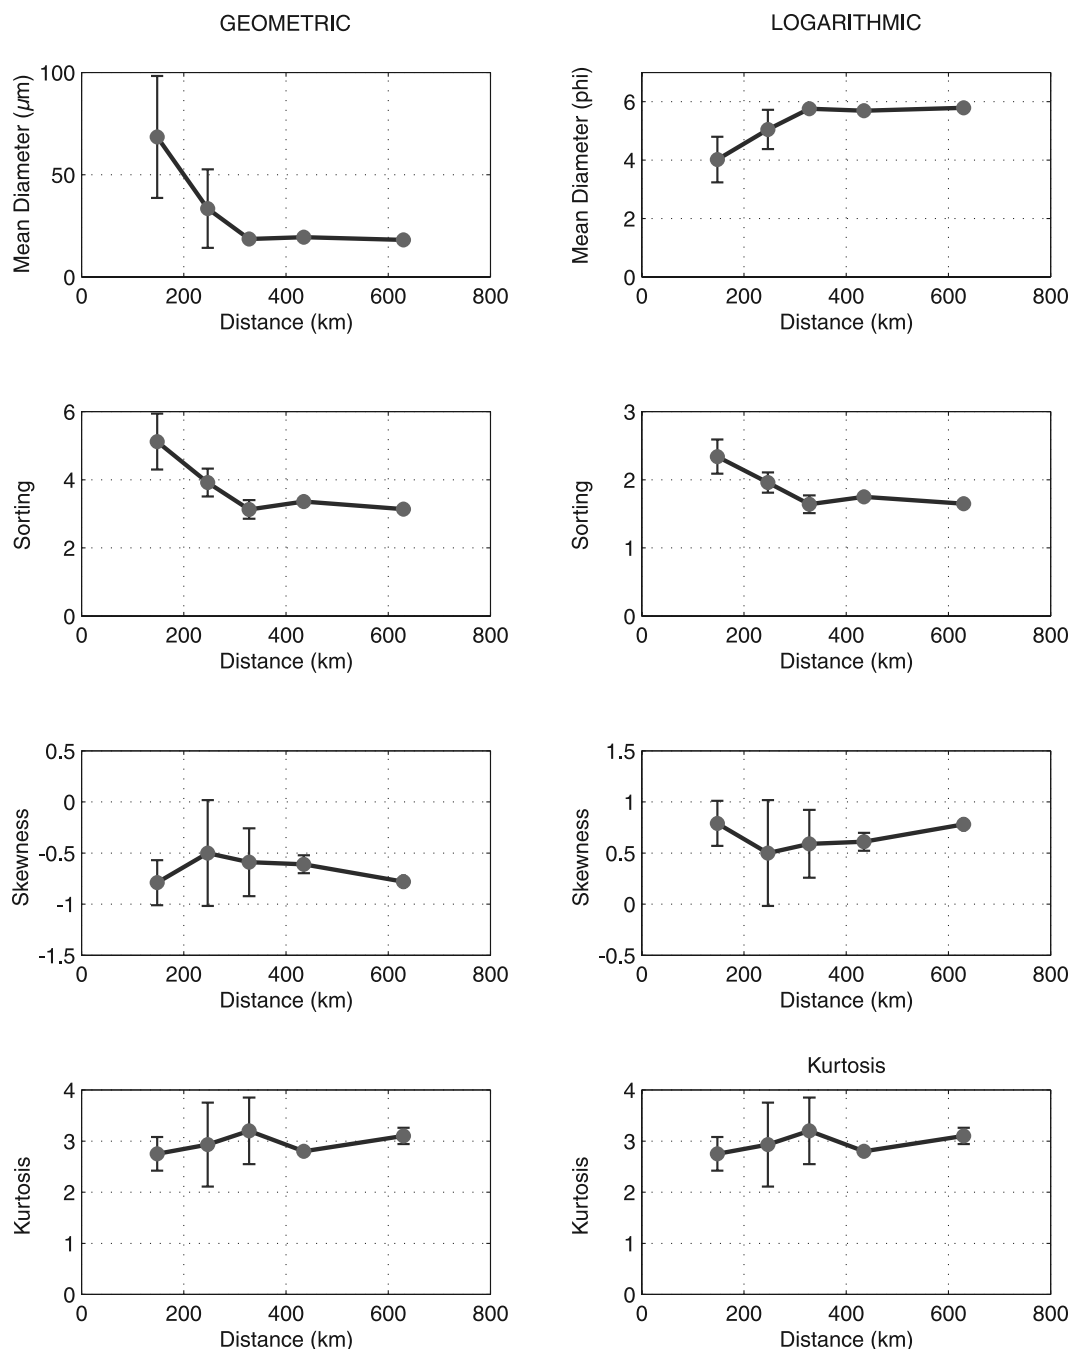 GEOMETRIC
LOGARITHMIC
100
50
0
Mean Diameter (µm)
0 200 400 600 800
Distance (km)
6
4
2
0
Mean Diameter (phi)
0 200 400 600 800
Distance (km)
6
4
2
0
Sorting
0 200 400 600 800
Distance (km)
3
2
1
0
Sorting
0 200 400 600 800
Distance (km)
0.5
0
-0.5
-1
-1.5
Skewness
0 200 400 600 800
Distance (km)
1.5
1
0.5
0
-0.5
Skewness
0 200 400 600 800
Distance (km)
4
3
2
1
0
Kurtosis
0 200 400 600 800
Distance (km)
Kurtosis
4
3
2
1
0
Kurtosis
0 200 400 600 800
Distance (km)